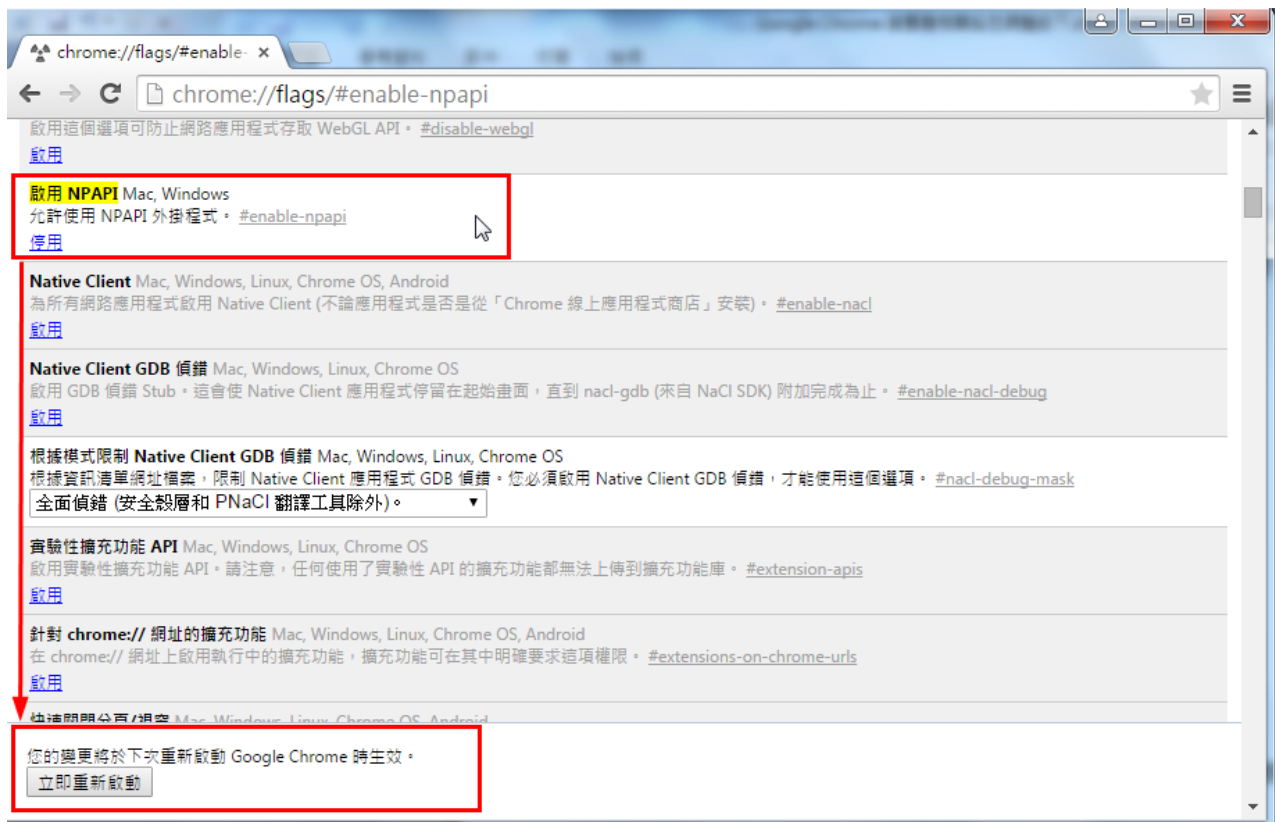 chrome://flags/#enable-
chrome://flags/#enable-npapi
啟用這個選項可防止網路應用程式存取 WebGL API。 #disable-webgl
啟用
啟用 NPAPI Mac, Windows
允許使用 NPAPI 外掛程式。 #enable-npapi
停用
Native Client Mac, Windows, Linux, Chrome OS, Android
為所有網路應用程式啟用 Native Client (不論應用程式是否是從「Chrome 線上應用程式商店」安裝)。 #enable-nacl
啟用
Native Client GDB 偵錯 Mac, Windows, Linux, Chrome OS
啟用 GDB 偵錯 Stub。這會使 Native Client 應用程式停留在起始畫面，直到 nacl-gdb (來自 NaCl SDK) 附加完成為止。 #enable-nacl-debug
啟用
根據模式限制 Native Client GDB 偵錯 Mac, Windows, Linux, Chrome OS
根據資訊清單網址檔案，限制 Native Client 應用程式 GDB 偵錯。您必須啟用 Native Client GDB 偵錯，才能使用這個選項。 #nacl-debug-mask
全面偵錯 (安全殼層和 PNaCl 翻譯工具除外)。
實驗性擴充功能 API Mac, Windows, Linux, Chrome OS
啟用實驗性擴充功能 API。請注意，任何使用了實驗性 API 的擴充功能都無法上傳到擴充功能庫。 #extension-apis
啟用
針對 chrome:// 網址的擴充功能 Mac, Windows, Linux, Chrome OS, Android
在 chrome:// 網址上啟用執行中的擴充功能，擴充功能可在其中明確要求這項權限。 #extensions-on-chrome-urls
啟用
快速關閉分頁/視窗 Mac, Windows, Linux, Chrome OS, Android
您的變更將於下次重新啟動 Google Chrome 時生效。
立即重新啟動